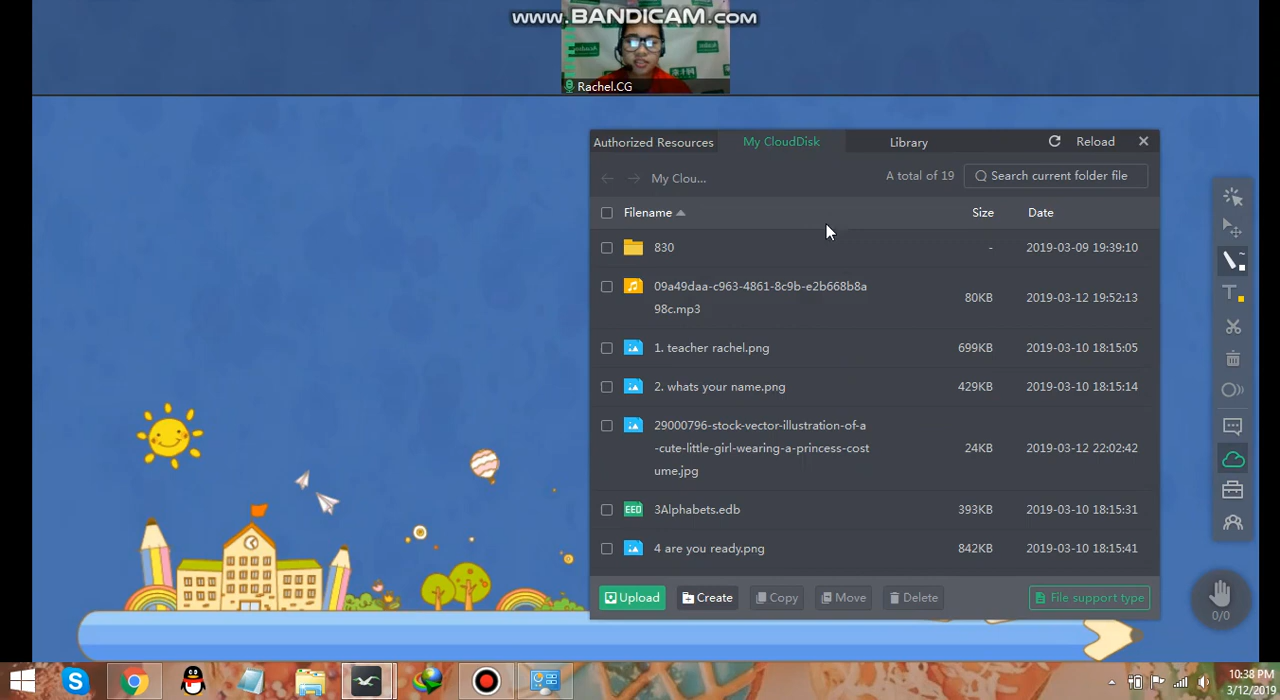 www.BANDICAM.com
Rachel.CG
Authorized Resources
My CloudDisk
Library
Reload
My Clou...
A total of 19
Search current folder file
Filename
Size
Date
830
-
2019-03-09 19:39:10
09a49daa-c963-4861-8c9b-e2b668b8a
98c.mp3
80KB
2019-03-12 19:52:13
1. teacher rachel.png
699KB
2019-03-10 18:15:05
2. whats your name.png
429KB
2019-03-10 18:15:14
29000796-stock-vector-illustration-of-a
-cute-little-girl-wearing-a-princess-cost
ume.jpg
24KB
2019-03-12 22:02:42
EEO
3Alphabets.edb
393KB
2019-03-10 18:15:31
4 are you ready.png
842KB
2019-03-10 18:15:41
Upload
Create
Copy
Move
Delete
File support type
0/0
10:38 PM
3/12/2019